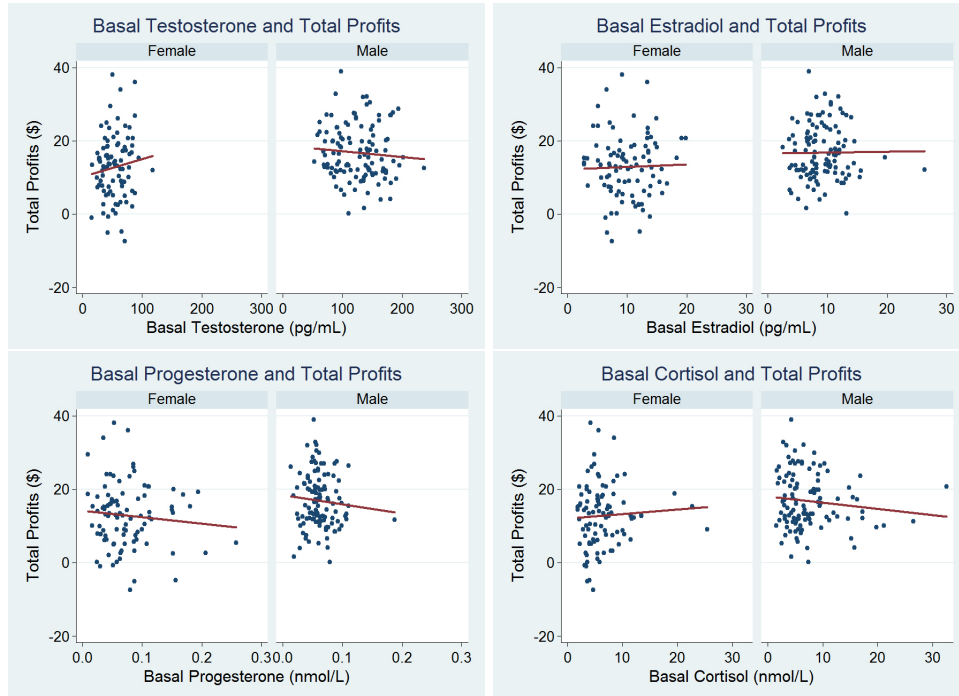 Basal Testosterone and Total Profits
Female Male
Total Profits ($)
40
20
0
-20
0 100 200 300 0 100 200 300
Basal Testosterone (pg/mL)
Basal Estradiol and Total Profits
Female Male
Total Profits ($)
40
20
0
-20
0 10 20 30 0 10 20 30
Basal Estradiol (pg/mL)
Basal Progesterone and Total Profits
Female Male
Total Profits ($)
40
20
0
-20
0.0 0.1 0.2 0.3 0.0 0.1 0.2 0.3
Basal Progesterone (nmol/L)
Basal Cortisol and Total Profits
Female Male
Total Profits ($)
40
20
0
-20
0 10 20 30 0 10 20 30
Basal Cortisol (nmol/L)